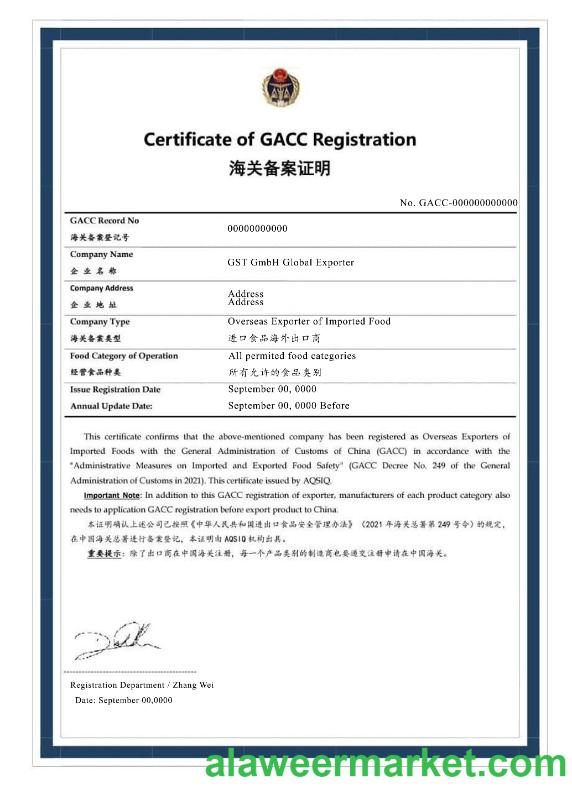 Certificate of GACC Registration
海关备案证明
No. GACC-000000000000
GACC Record No
00000000000
海关备案登记号
Company Name
GST GmbH Global Exporter
企 业 名 称
Company Address
Address
企 业 地 址
Address
Company Type
Overseas Exporter of Imported Food
海关备案类型
进口食品海外出口商
Food Category of Operation
All permited food categories
经营食品种类
所有允许的食品类别
Issue Registration Date
September 00, 0000
Annual Update Date:
September 00, 0000 Before
This certificate confirms that the above-mentioned company has been registered as Overseas Exporters of
Imported Foods with the General Administration of Customs of China (GACC) in accordance with the
"Administrative Measures on Imported and Exported Food Safety" (GACC Decree No. 249 of the General
Administration of Customs in 2021). This certificate issued by AQSIQ.
Important Note: In addition to this GACC registration of exporter, manufacturers of each product category also
needs to application GACC registration before export product to China.
本证明确认上述公司已按照《中华人民共和国进出口食品安全管理办法》（2021 年海关总署第 249 号令）的规定，
在中国海关总署进行备案登记，本证明由 AQSIQ 机构出具。
重要提示：除了出口商在中国海关注册，每一个产品类别的制造商也要递交注册申请在中国海关。
Registration Department / Zhang Wei
Date: September 00,0000
alaweermarket.com